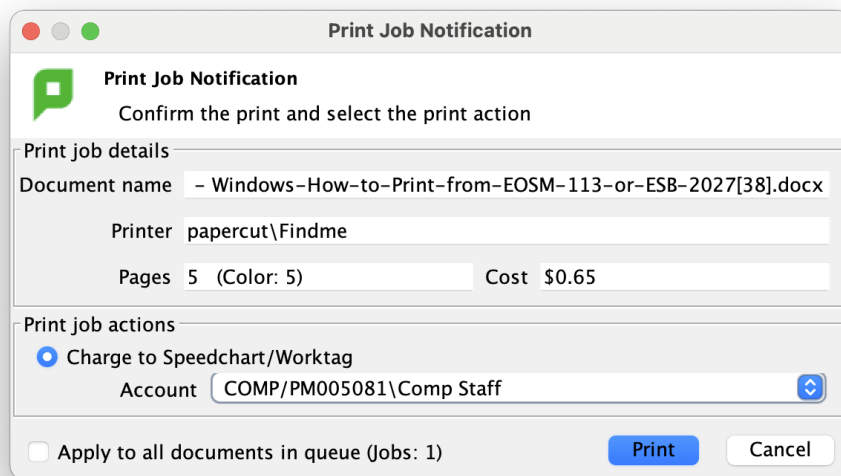 Print Job Notification
Print Job Notification
Confirm the print and select the print action
Print job details
Document name - Windows-How-to-Print-from-EOSM-113-or-ESB-2027[38].docx
Printer papercut\Findme
Pages 5 (Color: 5) Cost $0.65
Print job actions
Charge to Speedchart/Worktag
Account COMP/PM005081\Comp Staff
Apply to all documents in queue (Jobs: 1) Print Cancel